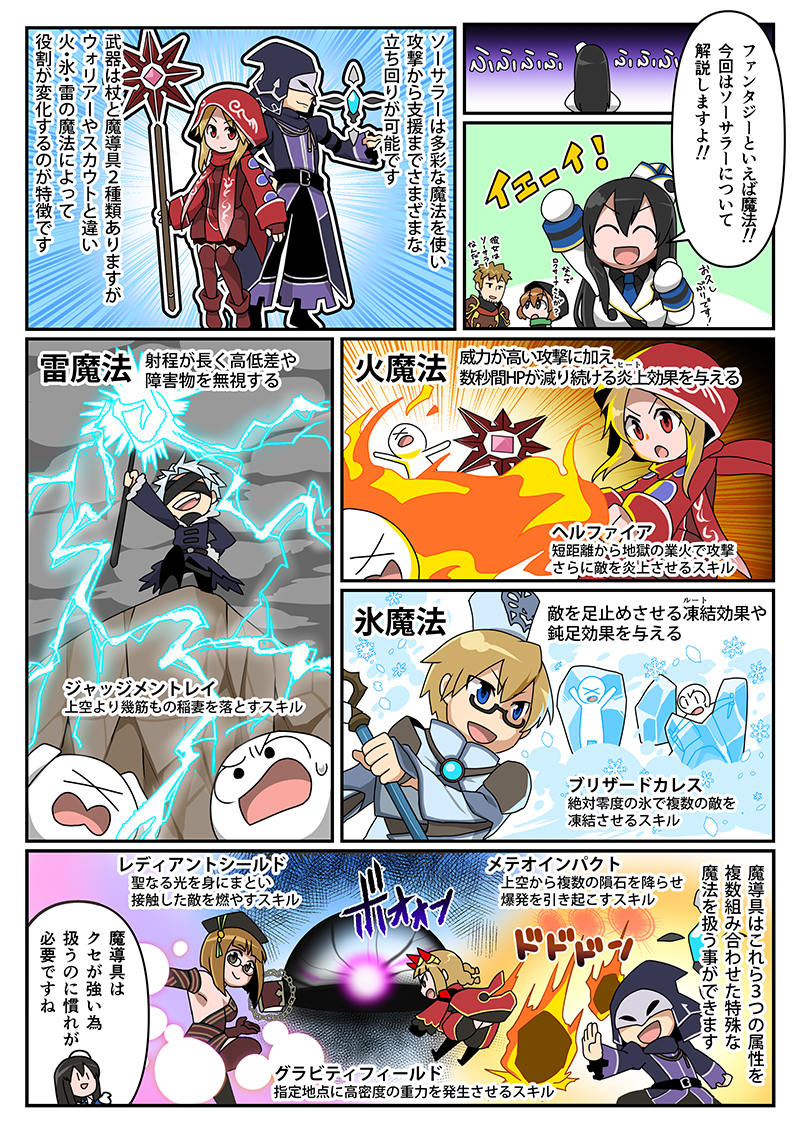 ふふふふふふふふふ
ファンタジーといえば魔法!!
今回はソーサラーについて
解説しますよ!!
イエーイ!
お久し
ぶりです!
なんで
ロクサーナさんが?
彼女は
ソーサラー
なんだよ
ソーサラーは多彩な魔法を使い
攻撃から支援までさまざまな
立ち回りが可能です
武器は杖と魔導具2種類ありますが
ウォリアーやスカウトと違い
火・氷・雷の魔法によって
役割が変化するのが特徴です
火魔法
威力が高い攻撃に加え
ヒート
数秒間HPが減り続ける炎上効果を与える
ヘルファイア
短距離から地獄の業火で攻撃
さらに敵を炎上させるスキル
雷魔法
射程が長く高低差や
障害物を無視する
ジャッジメントレイ
上空より幾筋もの稲妻を落とすスキル
氷魔法
ルート
敵を足止めさせる凍結効果や
鈍足効果を与える
ブリザードカレス
絶対零度の氷で複数の敵を
凍結させるスキル
魔導具はこれら3つの属性を
複数組み合わせた特殊な
魔法を扱う事ができます
メテオインパクト
上空から複数の隕石を降らせ
爆発を引き起こすスキル
ドドドドーン
ボオオオン
レディアントシールド
聖なる光を身にまとい
接触した敵を燃やすスキル
グラビティフィールド
指定地点に高密度の重力を発生させるスキル
魔導具は
クセが強い為
扱うのに慣れが
必要ですね